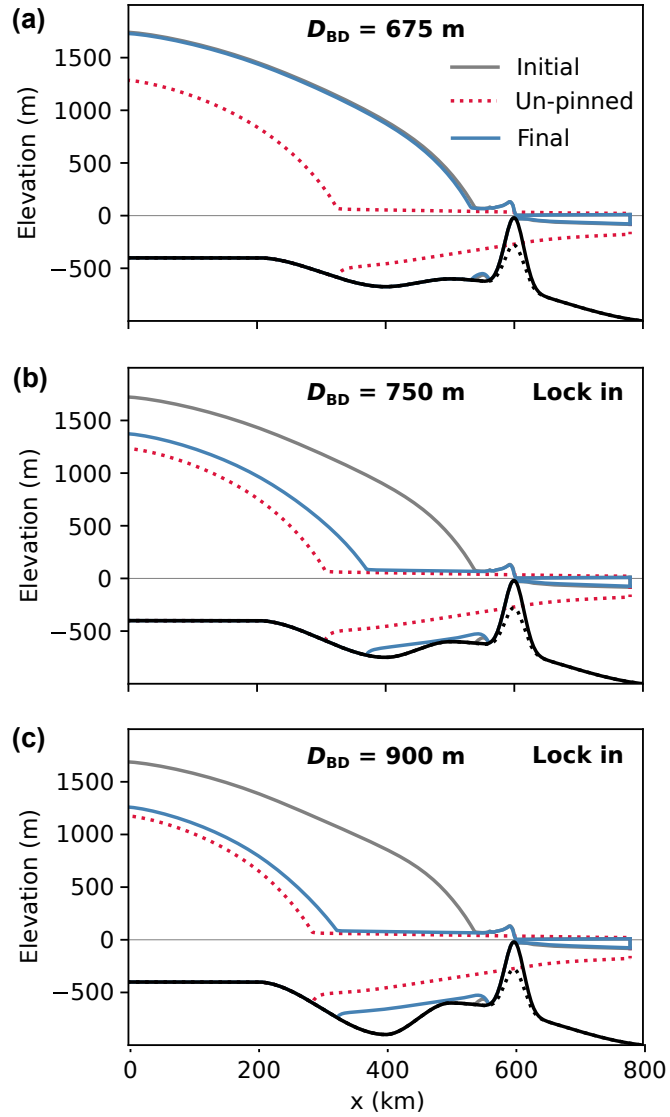 (a)
D_BD = 675 m
Initial
Un-pinned
Final
Elevation (m)
1500
1000
500
0
−500
(b)
D_BD = 750 m
Lock in
Elevation (m)
1500
1000
500
0
−500
(c)
D_BD = 900 m
Lock in
Elevation (m)
1500
1000
500
0
−500
0 200 400 600 800
x (km)